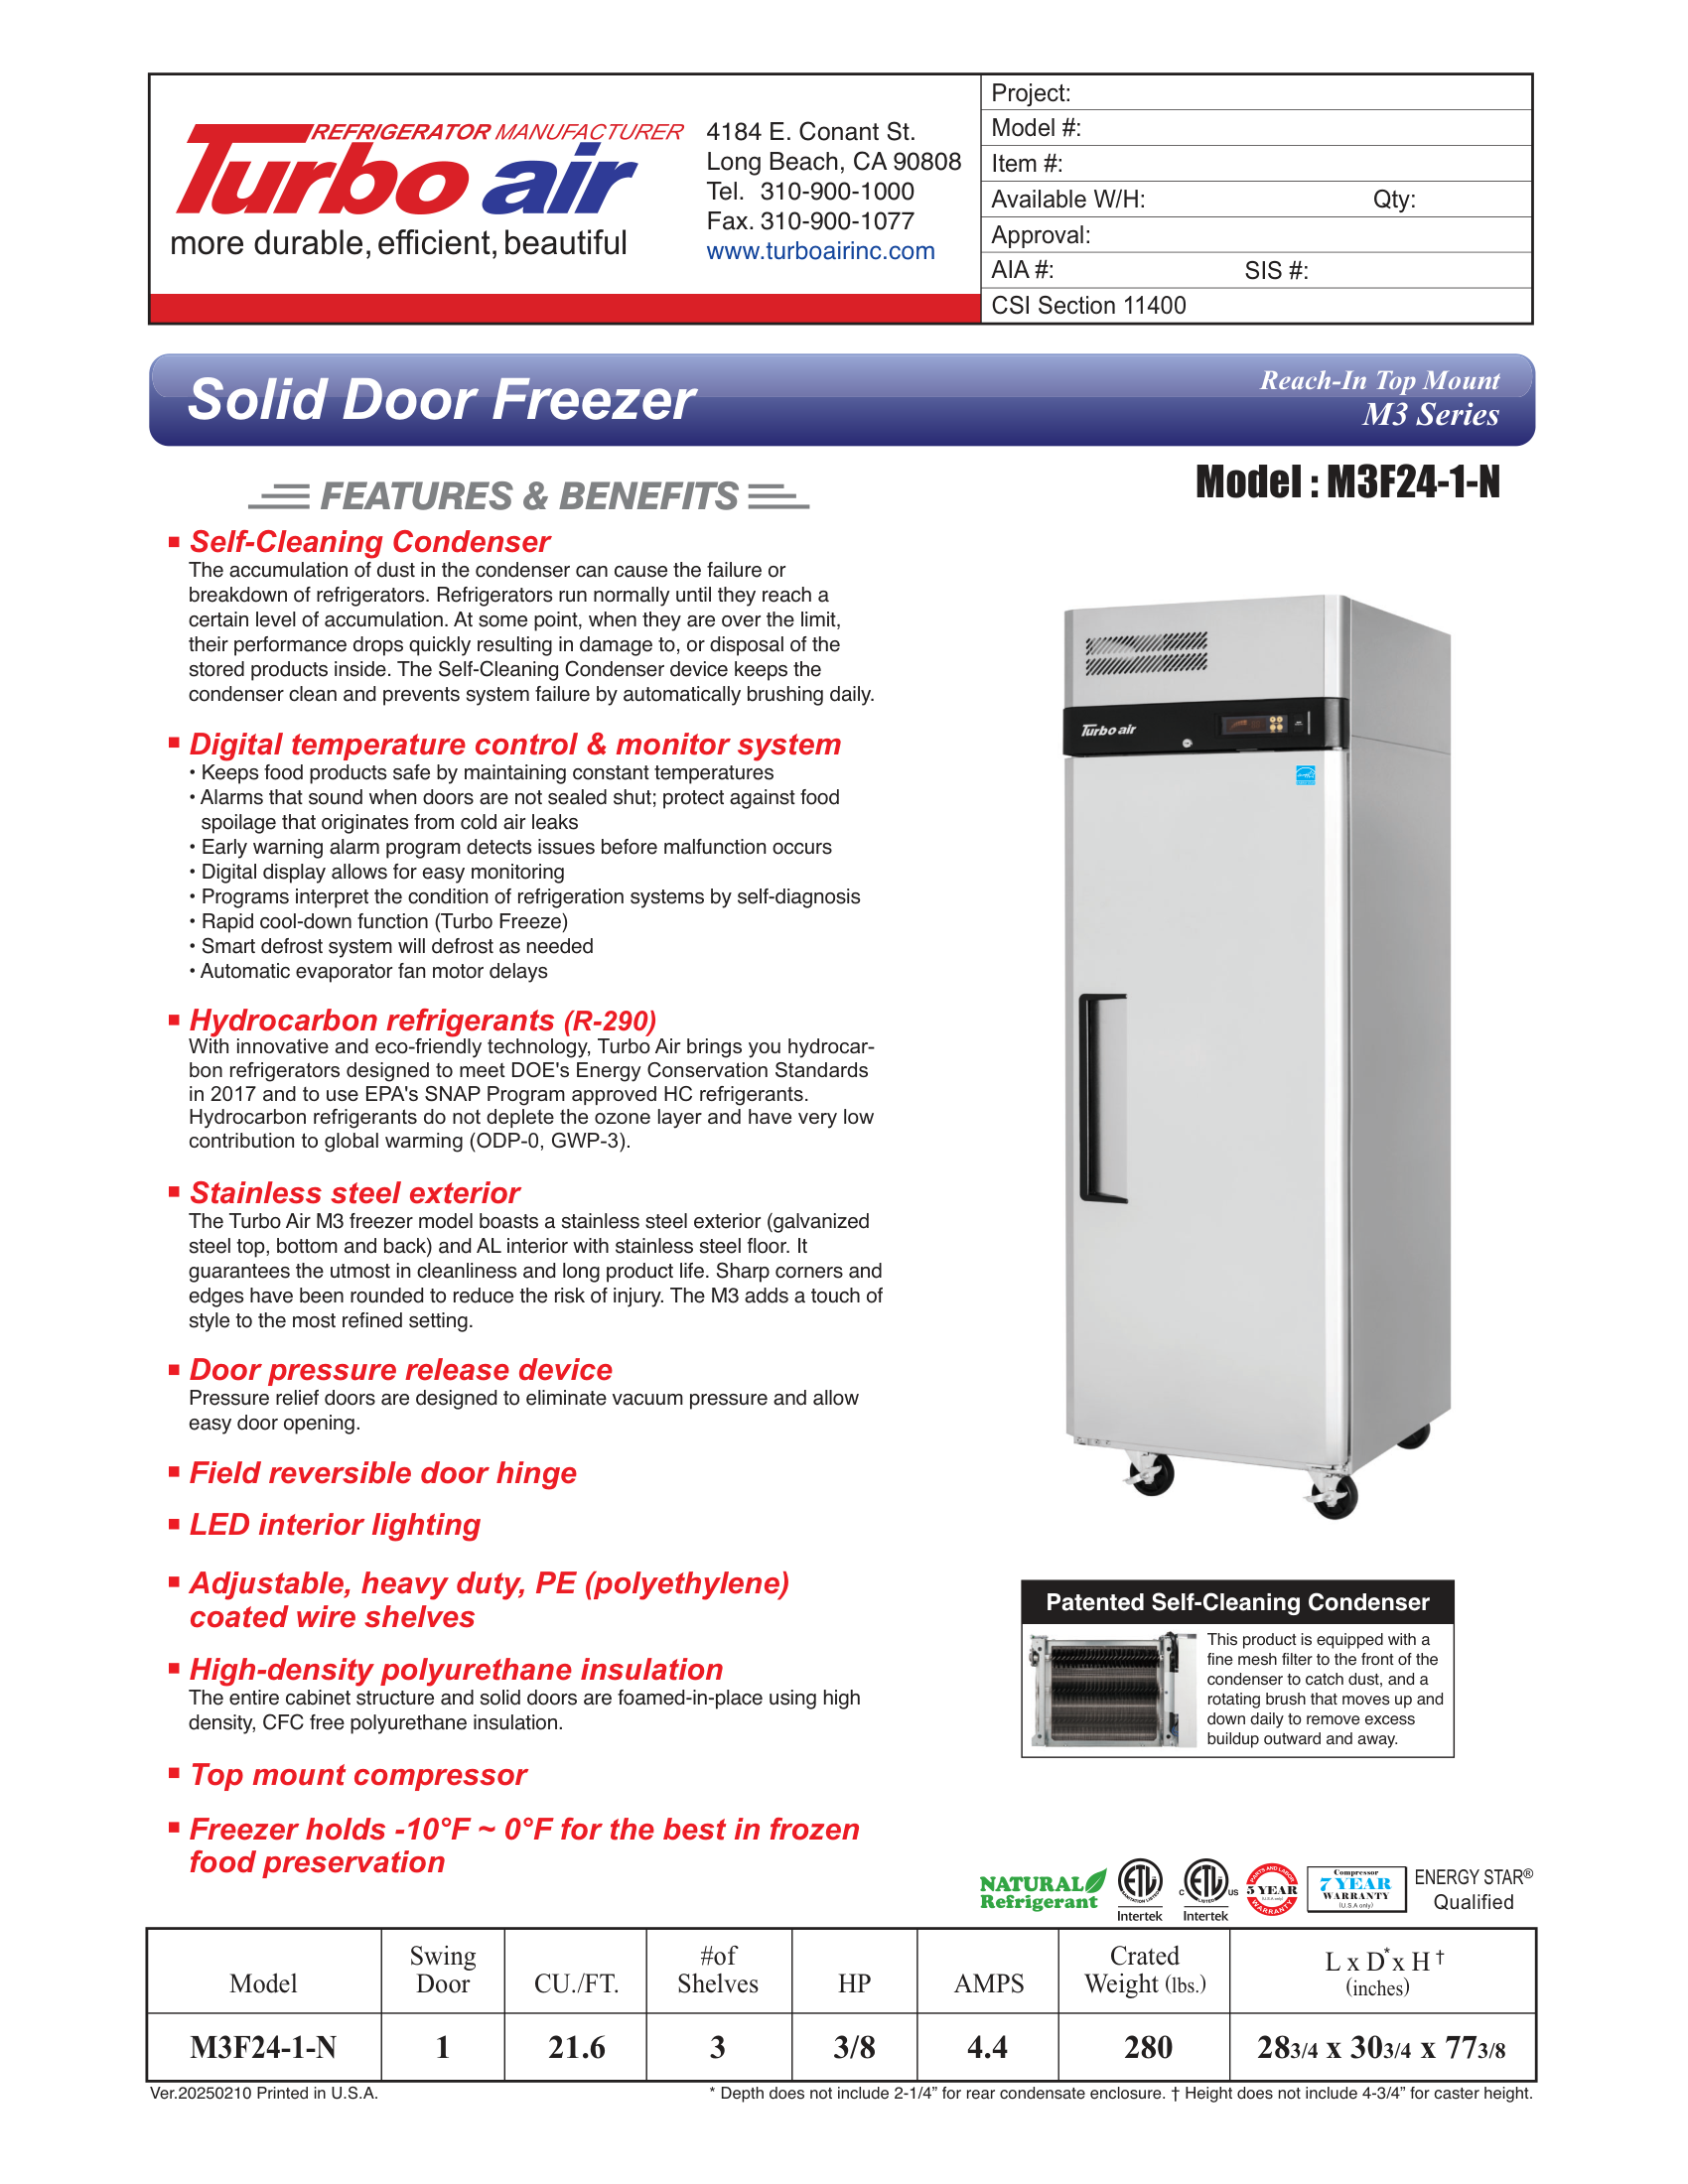 REFRIGERATOR MANUFACTURER
Turbo air
more durable, efficient, beautiful
4184 E. Conant St.
Long Beach, CA 90808
Tel. 310-900-1000
Fax. 310-900-1077
www.turboairinc.com
Project:
Model #:
Item #:
Available W/H: Qty:
Approval:
AIA #: SIS #:
CSI Section 11400
Solid Door Freezer
Reach-In Top Mount
M3 Series
Model : M3F24-1-N
FEATURES & BENEFITS
Self-Cleaning Condenser
The accumulation of dust in the condenser can cause the failure or
breakdown of refrigerators. Refrigerators run normally until they reach a
certain level of accumulation. At some point, when they are over the limit,
their performance drops quickly resulting in damage to, or disposal of the
stored products inside. The Self-Cleaning Condenser device keeps the
condenser clean and prevents system failure by automatically brushing daily.
Digital temperature control & monitor system
• Keeps food products safe by maintaining constant temperatures
• Alarms that sound when doors are not sealed shut; protect against food
spoilage that originates from cold air leaks
• Early warning alarm program detects issues before malfunction occurs
• Digital display allows for easy monitoring
• Programs interpret the condition of refrigeration systems by self-diagnosis
• Rapid cool-down function (Turbo Freeze)
• Smart defrost system will defrost as needed
• Automatic evaporator fan motor delays
Hydrocarbon refrigerants (R-290)
With innovative and eco-friendly technology, Turbo Air brings you hydrocar-
bon refrigerators designed to meet DOE's Energy Conservation Standards
in 2017 and to use EPA's SNAP Program approved HC refrigerants.
Hydrocarbon refrigerants do not deplete the ozone layer and have very low
contribution to global warming (ODP-0, GWP-3).
Stainless steel exterior
The Turbo Air M3 freezer model boasts a stainless steel exterior (galvanized
steel top, bottom and back) and AL interior with stainless steel floor. It
guarantees the utmost in cleanliness and long product life. Sharp corners and
edges have been rounded to reduce the risk of injury. The M3 adds a touch of
style to the most refined setting.
Door pressure release device
Pressure relief doors are designed to eliminate vacuum pressure and allow
easy door opening.
Field reversible door hinge
LED interior lighting
Adjustable, heavy duty, PE (polyethylene)
coated wire shelves
High-density polyurethane insulation
The entire cabinet structure and solid doors are foamed-in-place using high
density, CFC free polyurethane insulation.
Top mount compressor
Freezer holds -10°F ~ 0°F for the best in frozen
food preservation
Turbo air
Patented Self-Cleaning Condenser
This product is equipped with a
fine mesh filter to the front of the
condenser to catch dust, and a
rotating brush that moves up and
down daily to remove excess
buildup outward and away.
NATURAL
Refrigerant
ETL
SANITATION LISTED
Intertek
C ETL US
LISTED
Intertek
PARTS AND LABOR
5 YEAR
(U.S.A only)
WARRANTY
Compressor
7 YEAR
WARRANTY
(U.S.A only)
ENERGY STAR®
Qualified
Model Swing Door CU./FT. #of Shelves HP AMPS Crated Weight (lbs.) L x D* x H † (inches)
M3F24-1-N 1 21.6 3 3/8 4.4 280 283/4 x 303/4 x 773/8
Ver.20250210 Printed in U.S.A.
* Depth does not include 2-1/4” for rear condensate enclosure. † Height does not include 4-3/4” for caster height.